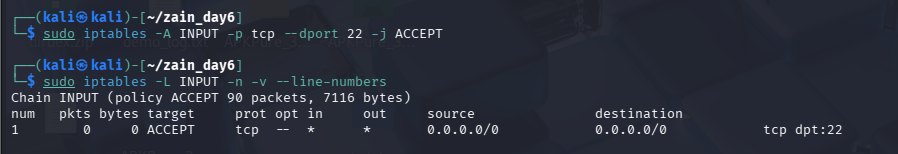 ┌──(kali㉿kali)-[~/zain_day6]
└─$ sudo iptables -A INPUT -p tcp --dport 22 -j ACCEPT
┌──(kali㉿kali)-[~/zain_day6]
└─$ sudo iptables -L INPUT -n -v --line-numbers
Chain INPUT (policy ACCEPT 90 packets, 7116 bytes)
num   pkts bytes target     prot opt in     out     source               destination
1        0     0 ACCEPT     tcp  --  *      *       0.0.0.0/0            0.0.0.0/0            tcp dpt:22